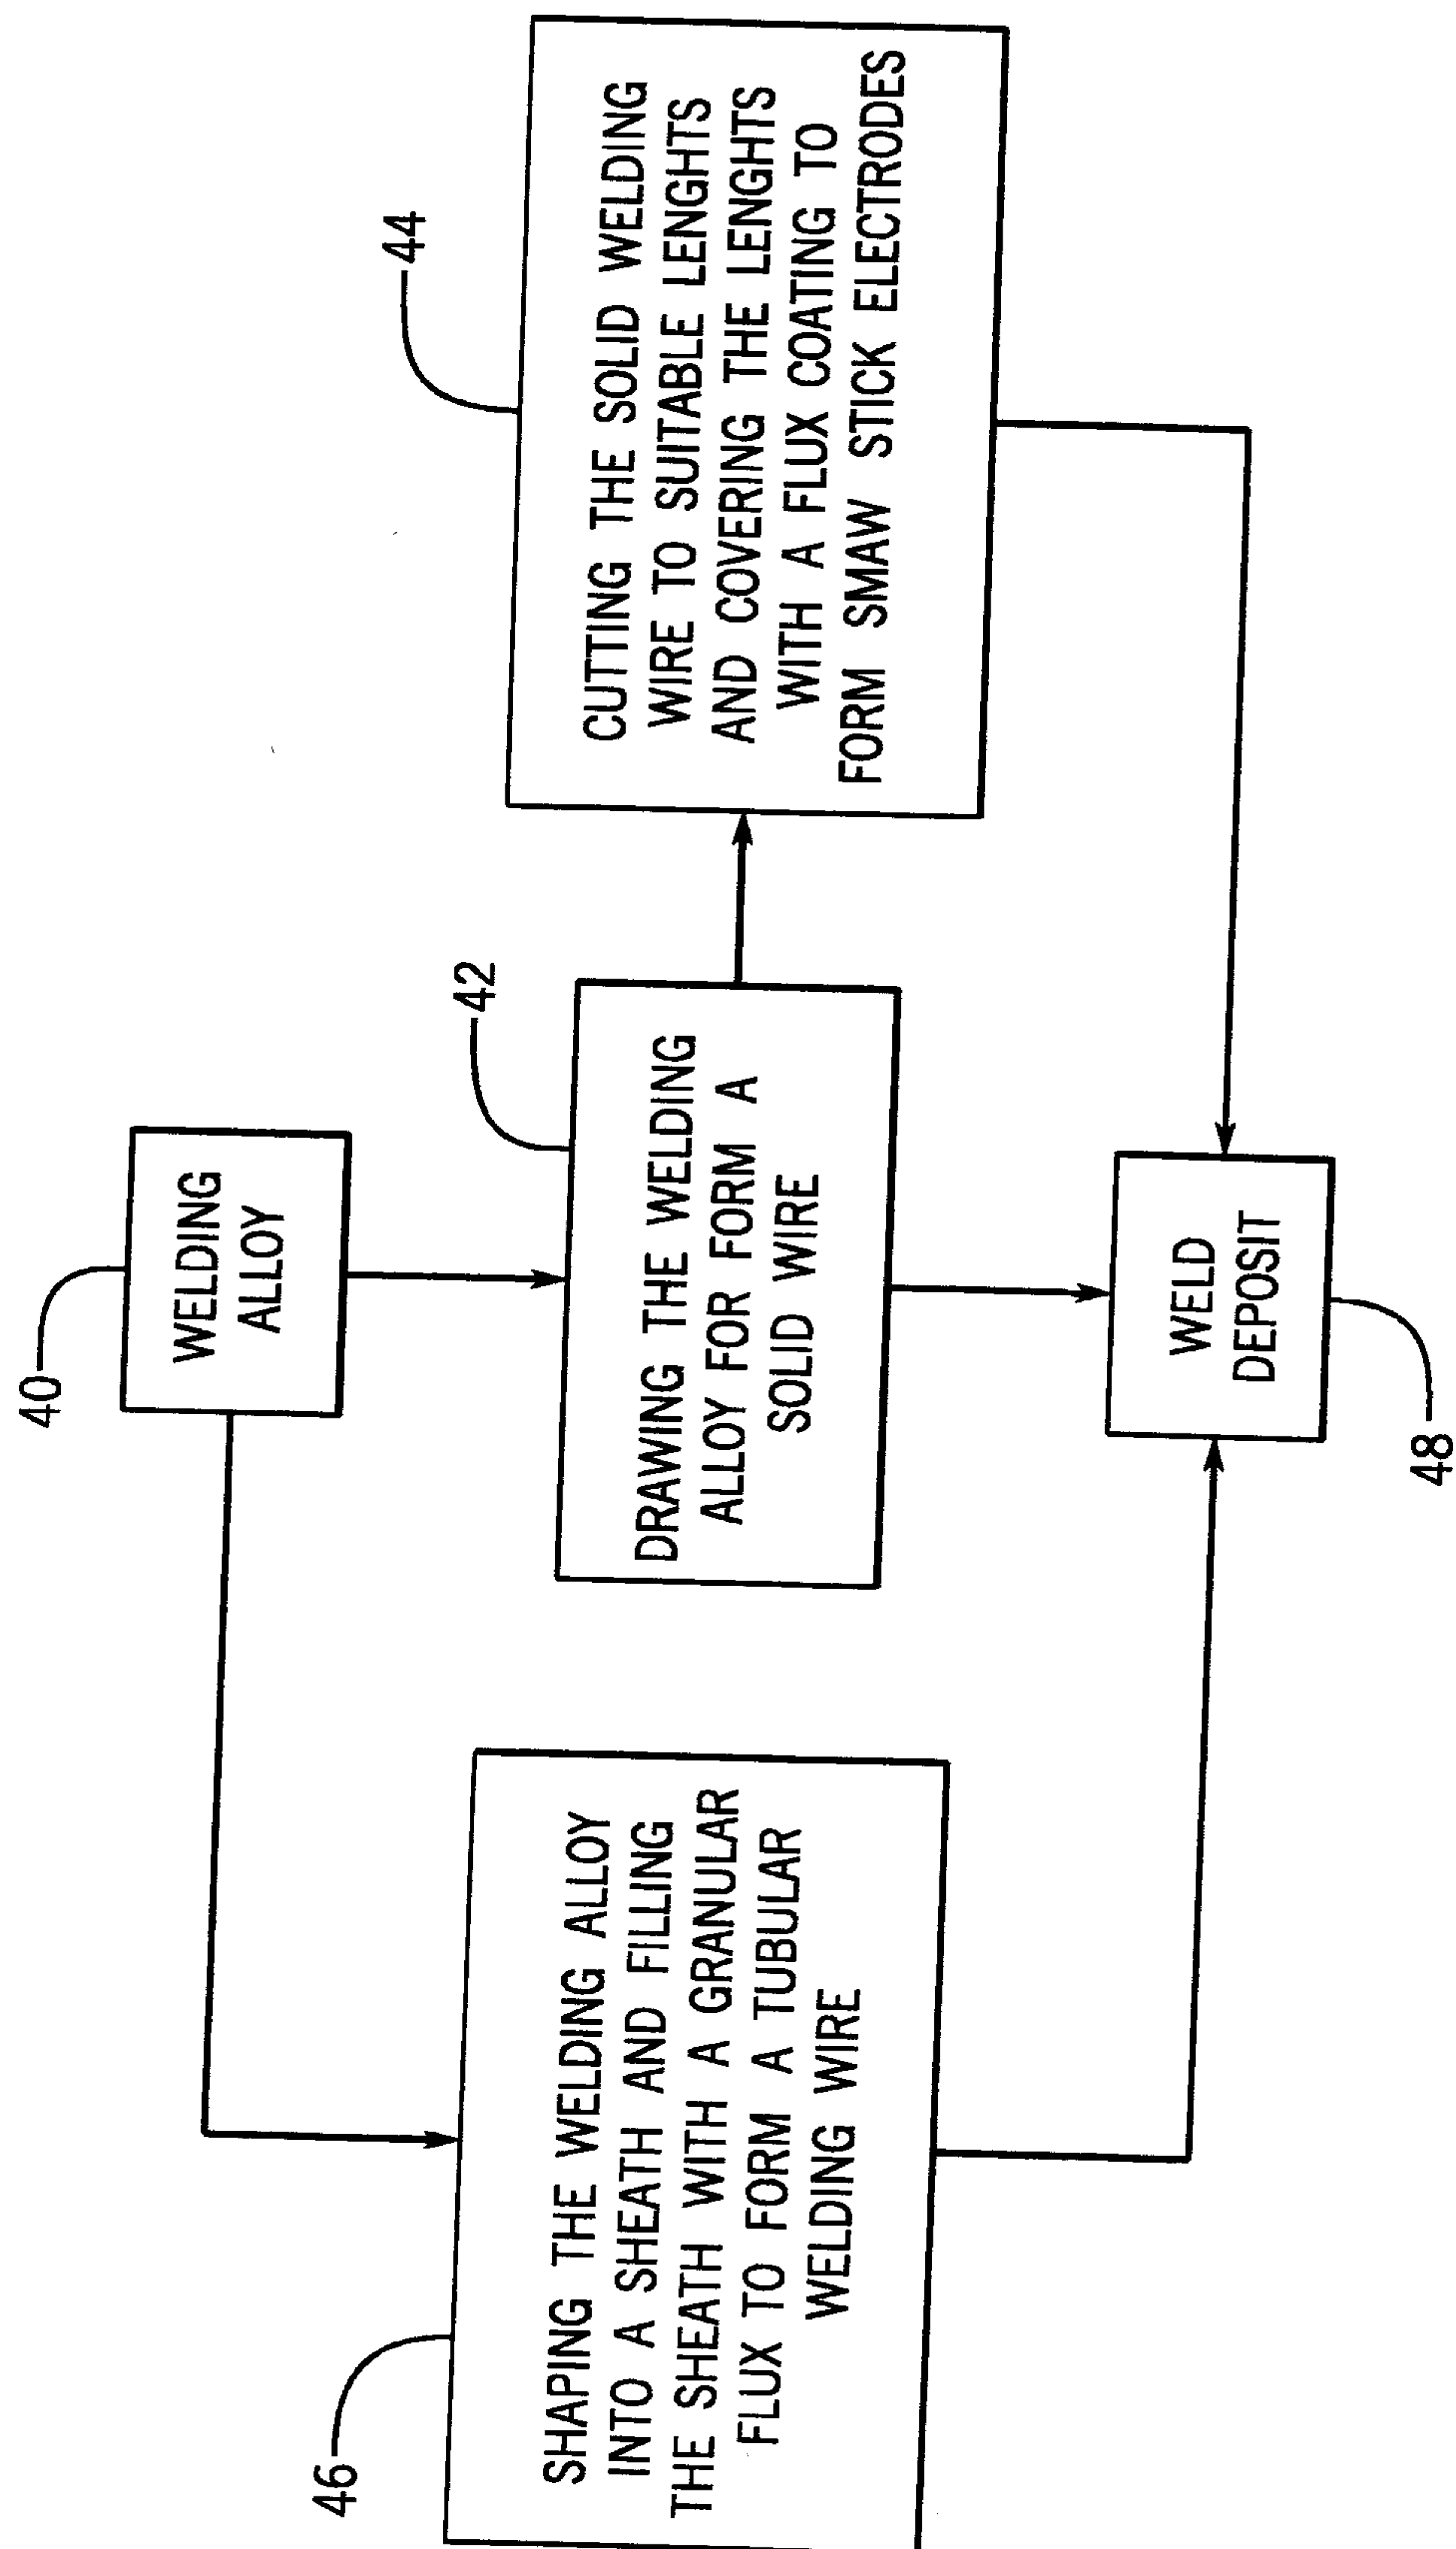 40
WELDING
ALLOY
46
SHAPING THE WELDING ALLOY
INTO A SHEATH AND FILLING
THE SHEATH WITH A GRANULAR
FLUX TO FORM A TUBULAR
WELDING WIRE
42
DRAWING THE WELDING
ALLOY FOR FORM A
SOLID WIRE
44
CUTTING THE SOLID WELDING
WIRE TO SUITABLE LENGHTS
AND COVERING THE LENGHTS
WITH A FLUX COATING TO
FORM SMAW STICK ELECTRODES
WELD
DEPOSIT
48